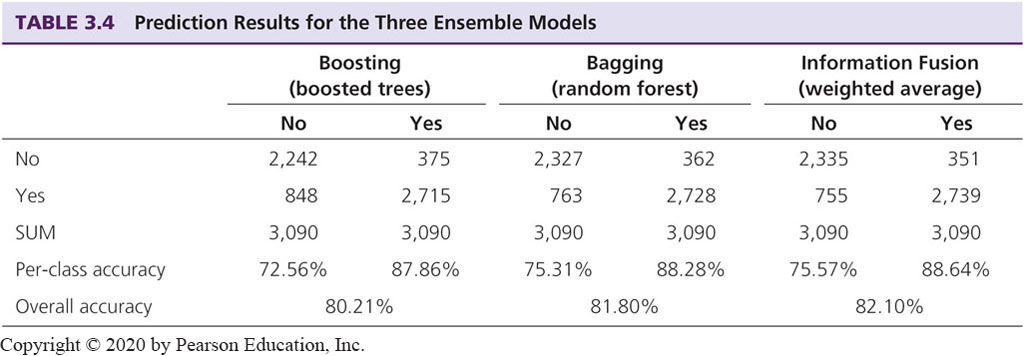 TABLE 3.4 Prediction Results for the Three Ensemble Models
Boosting (boosted trees) Bagging (random forest) Information Fusion (weighted average)
No Yes No Yes No Yes
No 2,242 375 2,327 362 2,335 351
Yes 848 2,715 763 2,728 755 2,739
SUM 3,090 3,090 3,090 3,090 3,090 3,090
Per-class accuracy 72.56% 87.86% 75.31% 88.28% 75.57% 88.64%
Overall accuracy 80.21% 81.80% 82.10%
Copyright © 2020 by Pearson Education, Inc.